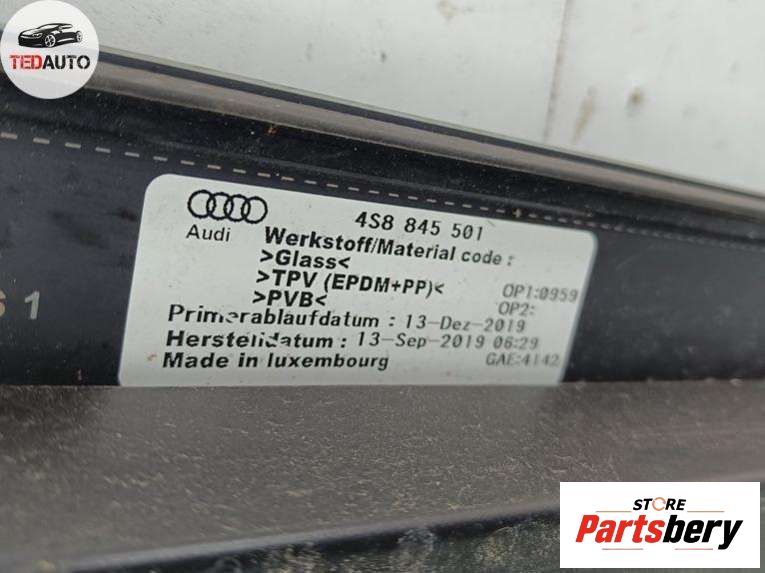 TEDAUTO
4S8 845 501
Audi
Werkstoff/Material code :
>Glass<
>TPV (EPDM+PP)<
>PVB<
OP1:0959
OP2:
Primerablaufdatum : 13-Dez-2019
Herstelldatum : 13-Sep-2019 06:29
Made in luxembourg
GAE:4142
1
STORE
Partsbery